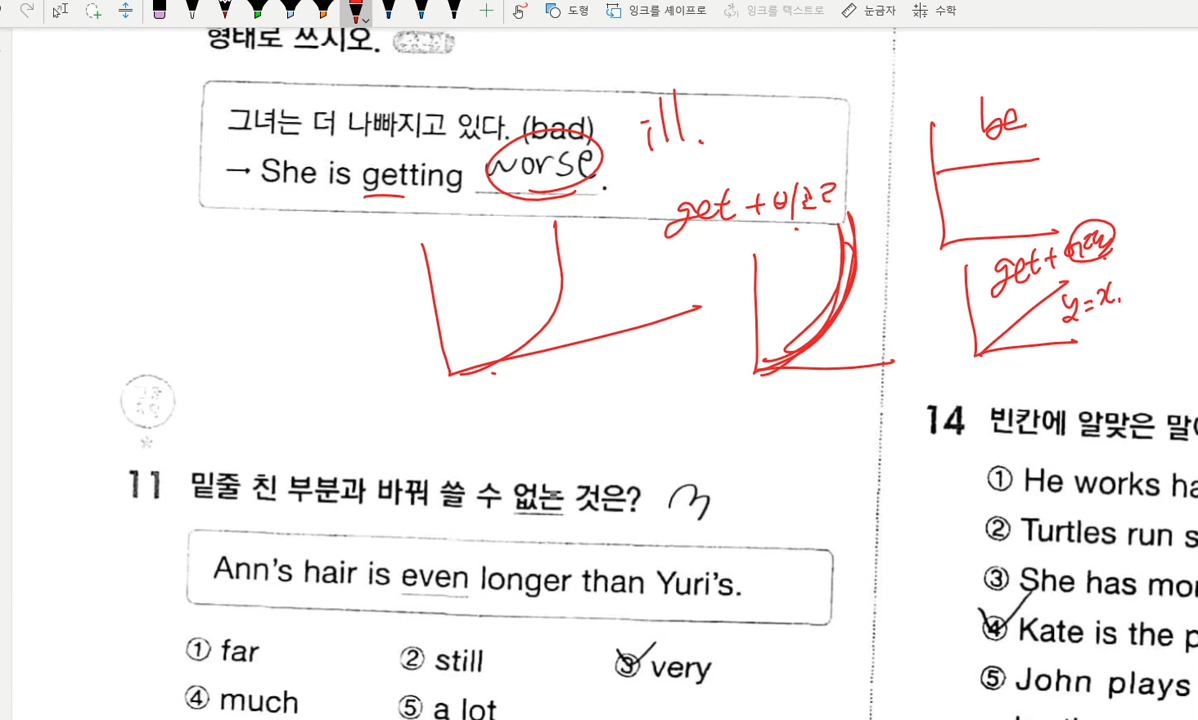 도형
잉크를 셰이프로
잉크를 텍스트로
눈금자
수학
형태로 쓰시오.
그녀는 더 나빠지고 있다. (bad)
→ She is getting worse.
ill.
get + 비교급
be
get +
y=x.
11 밑줄 친 부분과 바꿔 쓸 수 없는 것은?
Ann's hair is even longer than Yuri's.
① far
② still
③ very
④ much
⑤ a lot
14 빈칸에 알맞은 말
① He works ha
② Turtles run s
③ She has mo
④ Kate is the p
⑤ John plays